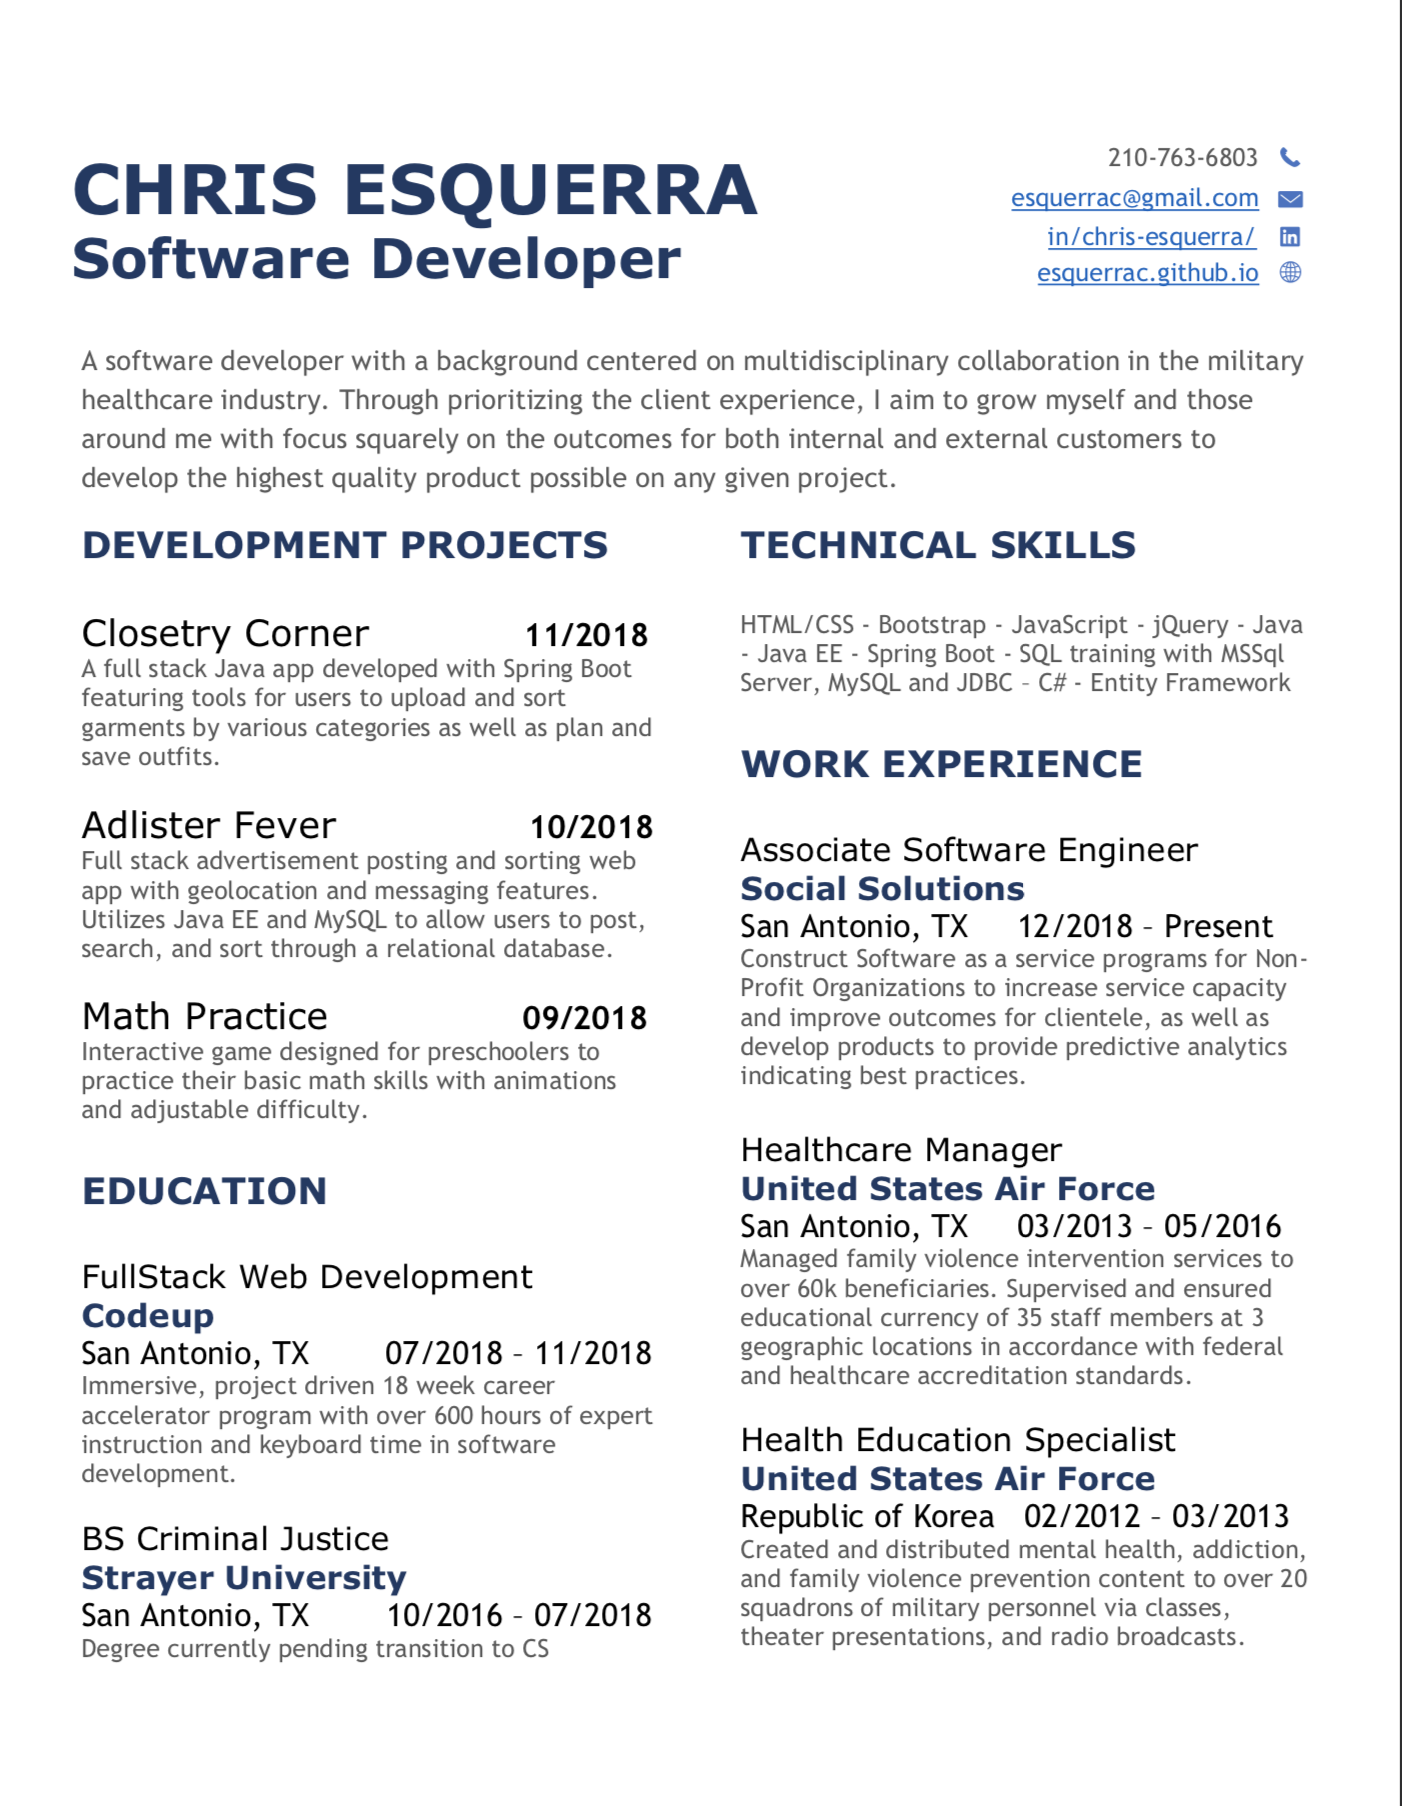 CHRIS ESQUERRA
Software Developer
210-763-6803
esquerrac@gmail.com
in/chris-esquerra/
esquerrac.github.io
A software developer with a background centered on multidisciplinary collaboration in the military
healthcare industry. Through prioritizing the client experience, I aim to grow myself and those
around me with focus squarely on the outcomes for both internal and external customers to
develop the highest quality product possible on any given project.
DEVELOPMENT PROJECTS
Closetry Corner 11/2018
A full stack Java app developed with Spring Boot
featuring tools for users to upload and sort
garments by various categories as well as plan and
save outfits.
Adlister Fever 10/2018
Full stack advertisement posting and sorting web
app with geolocation and messaging features.
Utilizes Java EE and MySQL to allow users to post,
search, and sort through a relational database.
Math Practice 09/2018
Interactive game designed for preschoolers to
practice their basic math skills with animations
and adjustable difficulty.
EDUCATION
FullStack Web Development
Codeup
San Antonio, TX 07/2018 – 11/2018
Immersive, project driven 18 week career
accelerator program with over 600 hours of expert
instruction and keyboard time in software
development.
BS Criminal Justice
Strayer University
San Antonio, TX 10/2016 – 07/2018
Degree currently pending transition to CS
TECHNICAL SKILLS
HTML/CSS - Bootstrap - JavaScript - jQuery - Java
- Java EE - Spring Boot - SQL training with MSSql
Server, MySQL and JDBC – C# - Entity Framework
WORK EXPERIENCE
Associate Software Engineer
Social Solutions
San Antonio, TX 12/2018 – Present
Construct Software as a service programs for Non-
Profit Organizations to increase service capacity
and improve outcomes for clientele, as well as
develop products to provide predictive analytics
indicating best practices.
Healthcare Manager
United States Air Force
San Antonio, TX 03/2013 – 05/2016
Managed family violence intervention services to
over 60k beneficiaries. Supervised and ensured
educational currency of 35 staff members at 3
geographic locations in accordance with federal
and healthcare accreditation standards.
Health Education Specialist
United States Air Force
Republic of Korea 02/2012 – 03/2013
Created and distributed mental health, addiction,
and family violence prevention content to over 20
squadrons of military personnel via classes,
theater presentations, and radio broadcasts.